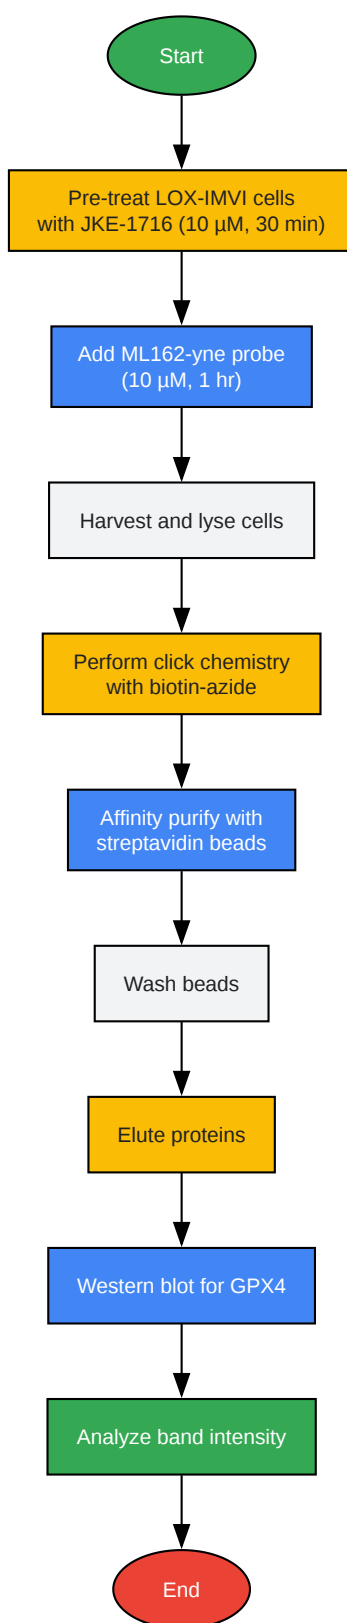 Start
Pre-treat LOX-IMVI cells
with JKE-1716 (10 µM, 30 min)
Add ML162-yne probe
(10 µM, 1 hr)
Harvest and lyse cells
Perform click chemistry
with biotin-azide
Affinity purify with
streptavidin beads
Wash beads
Elute proteins
Western blot for GPX4
Analyze band intensity
End